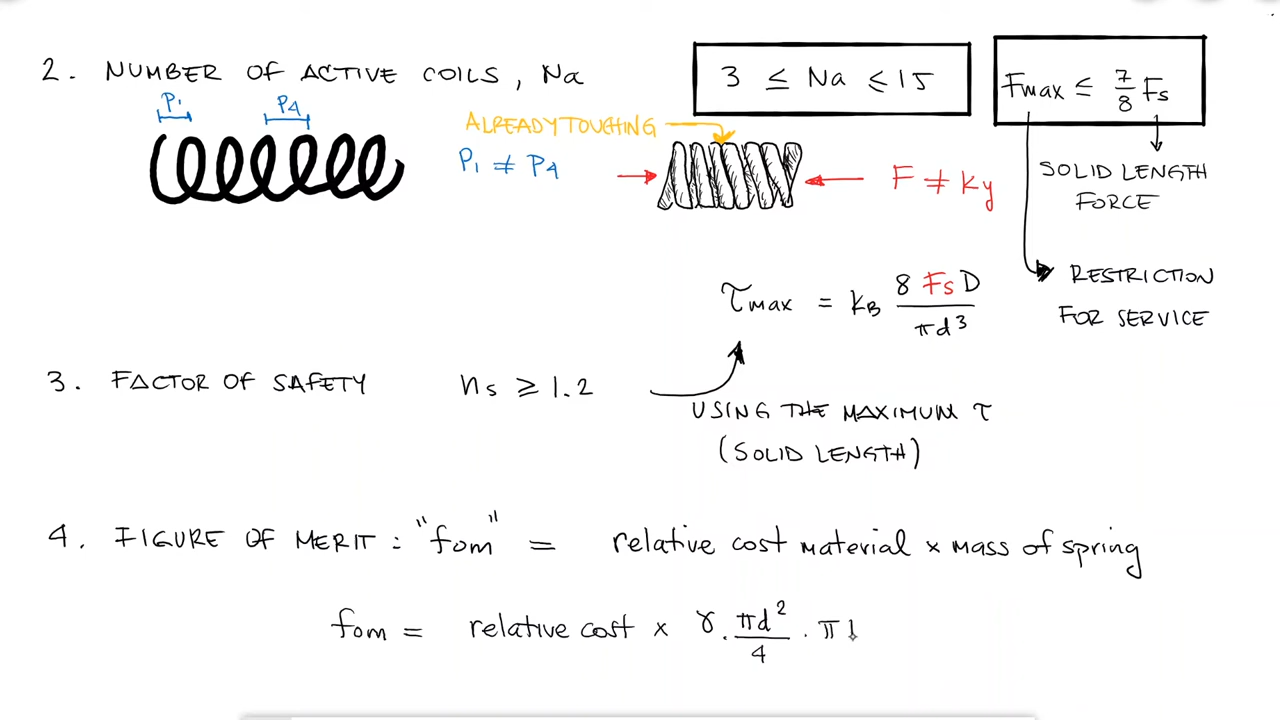 2. NUMBER OF ACTIVE COILS, Na
3 ≤ Na ≤ 15
Fmax ≤ 7/8 Fs
P1
P4
ALREADY TOUCHING
P1 ≠ P4
F ≠ Ky
SOLID LENGTH
FORCE
RESTRICTION
FOR SERVICE
τmax = KB 8 Fs D / πd³
3. FACTOR OF SAFETY ns ≥ 1.2
USING THE MAXIMUM τ
(SOLID LENGTH)
4. FIGURE OF MERIT: "fom" = relative cost material × mass of spring
fom = relative cost × γ · πd² / 4 · π